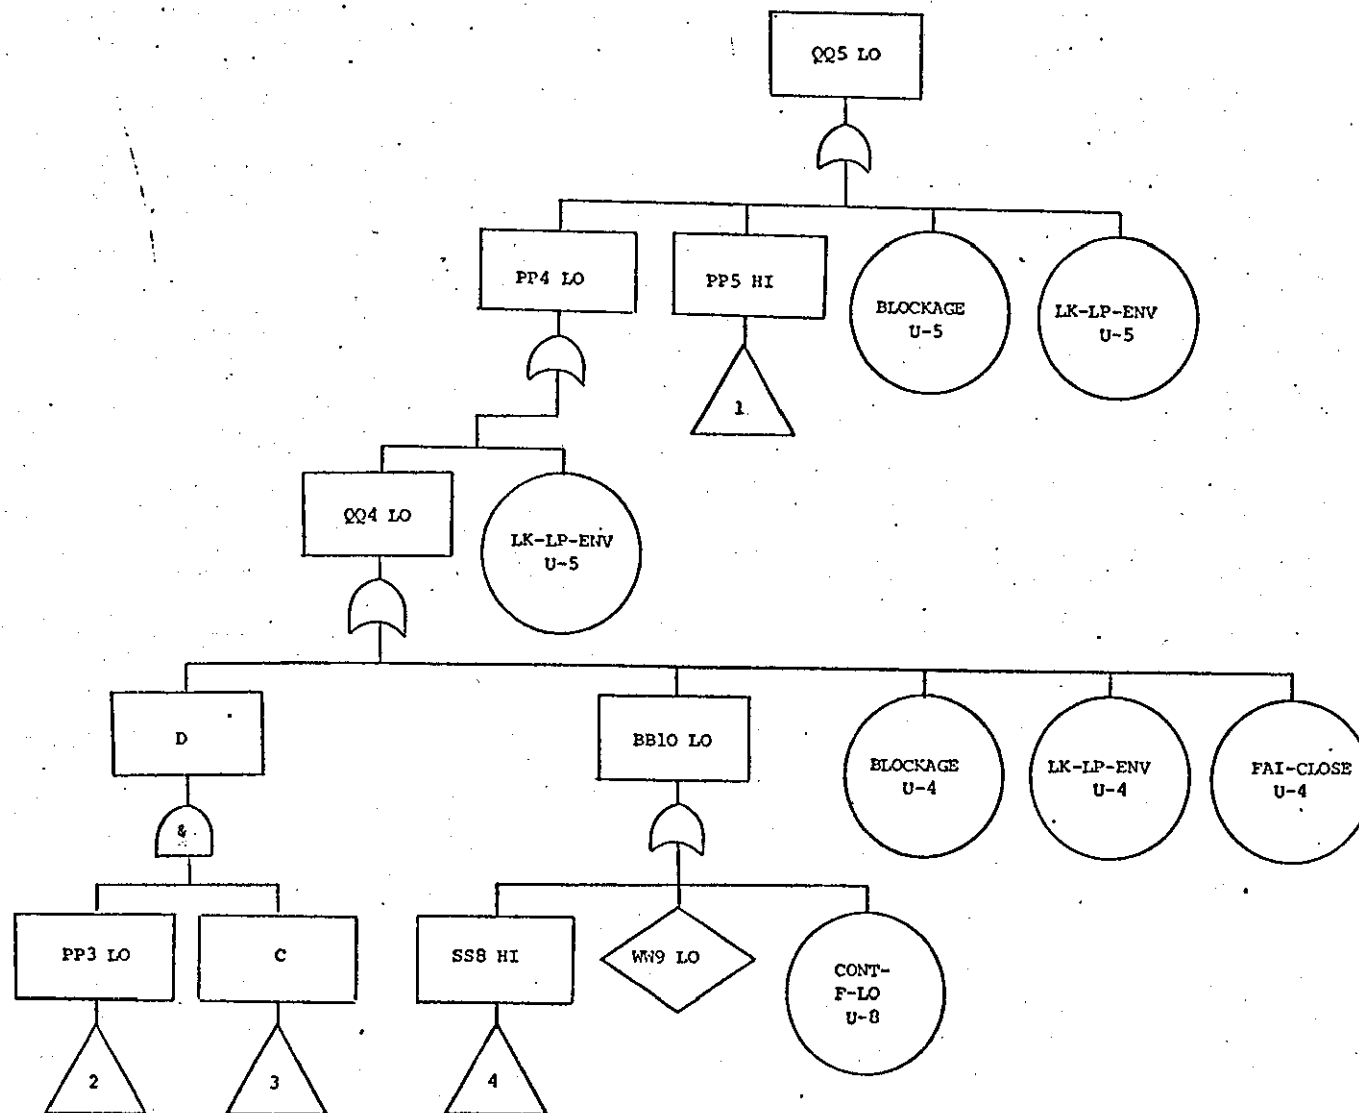 QQ5 LO
PP4 LO
PP5 HI
BLOCKAGE
U-5
LK-LP-ENV
U-5
1
QQ4 LO
LK-LP-ENV
U-5
D
BB10 LO
BLOCKAGE
U-4
LK-LP-ENV
U-4
FAI-CLOSE
U-4
&
PP3 LO
C
SS8 HI
WW9 LO
CONT-
F-LO
U-8
2
3
4